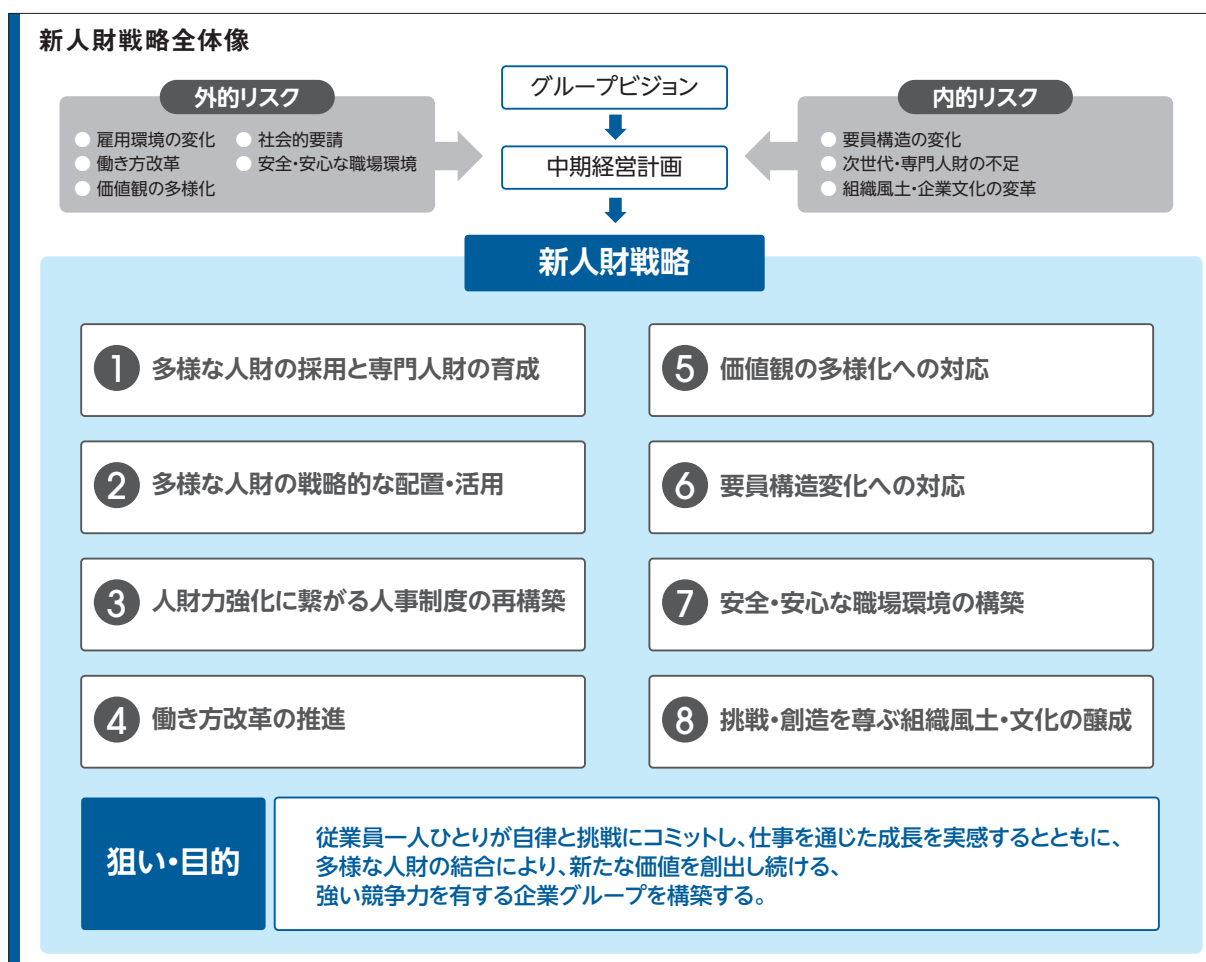 新人財戦略全体像
外的リスク
雇用環境の変化
働き方改革
価値観の多様化
社会的要請
安全・安心な職場環境
グループビジョン
中期経営計画
内的リスク
要員構造の変化
次世代・専門人財の不足
組織風土・企業文化の変革
新人財戦略
1 多様な人財の採用と専門人財の育成
2 多様な人財の戦略的な配置・活用
3 人財力強化に繋がる人事制度の再構築
4 働き方改革の推進
5 価値観の多様化への対応
6 要員構造変化への対応
7 安全・安心な職場環境の構築
8 挑戦・創造を尊ぶ組織風土・文化の醸成
狙い・目的
従業員一人ひとりが自律と挑戦にコミットし、仕事を通じた成長を実感するとともに、
多様な人財の結合により、新たな価値を創出し続ける、
強い競争力を有する企業グループを構築する。